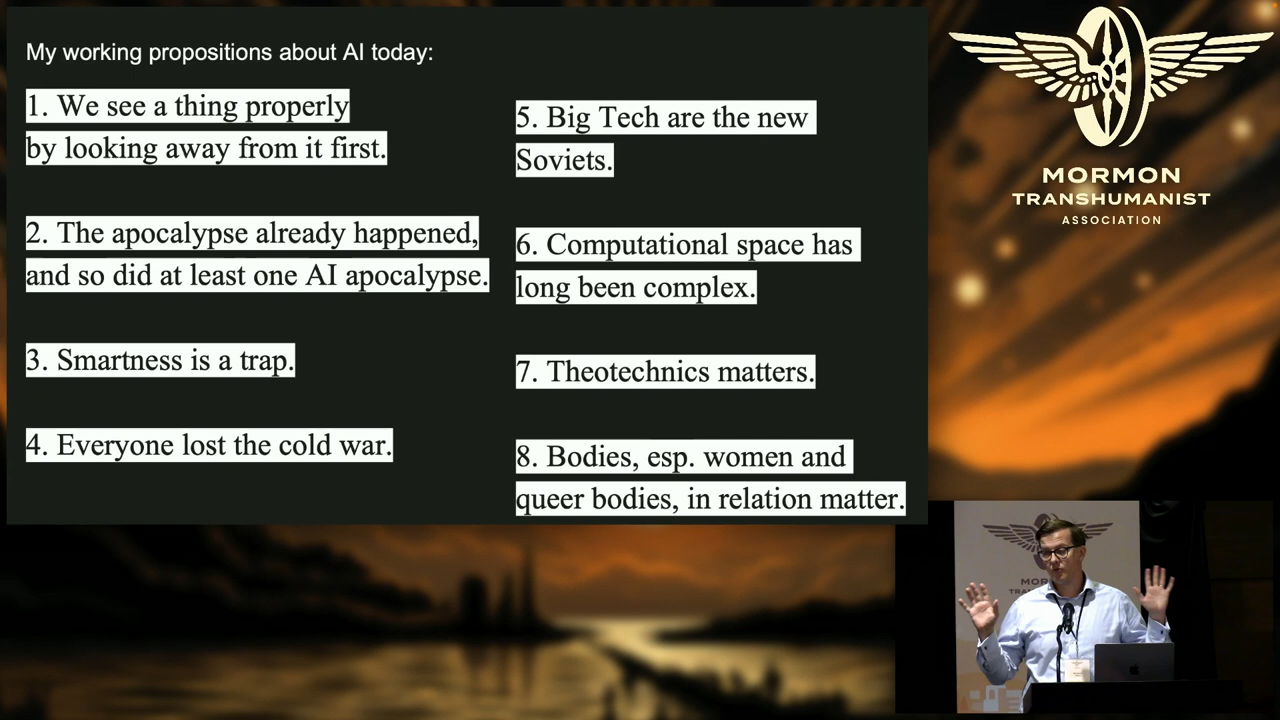 My working propositions about AI today:
1. We see a thing properly
by looking away from it first.
2. The apocalypse already happened,
and so did at least one AI apocalypse.
3. Smartness is a trap.
4. Everyone lost the cold war.
5. Big Tech are the new
Soviets.
6. Computational space has
long been complex.
7. Theotechnics matters.
8. Bodies, esp. women and
queer bodies, in relation matter.
MORMON
TRANSHUMANIST
ASSOCIATION
MOR
TRAN